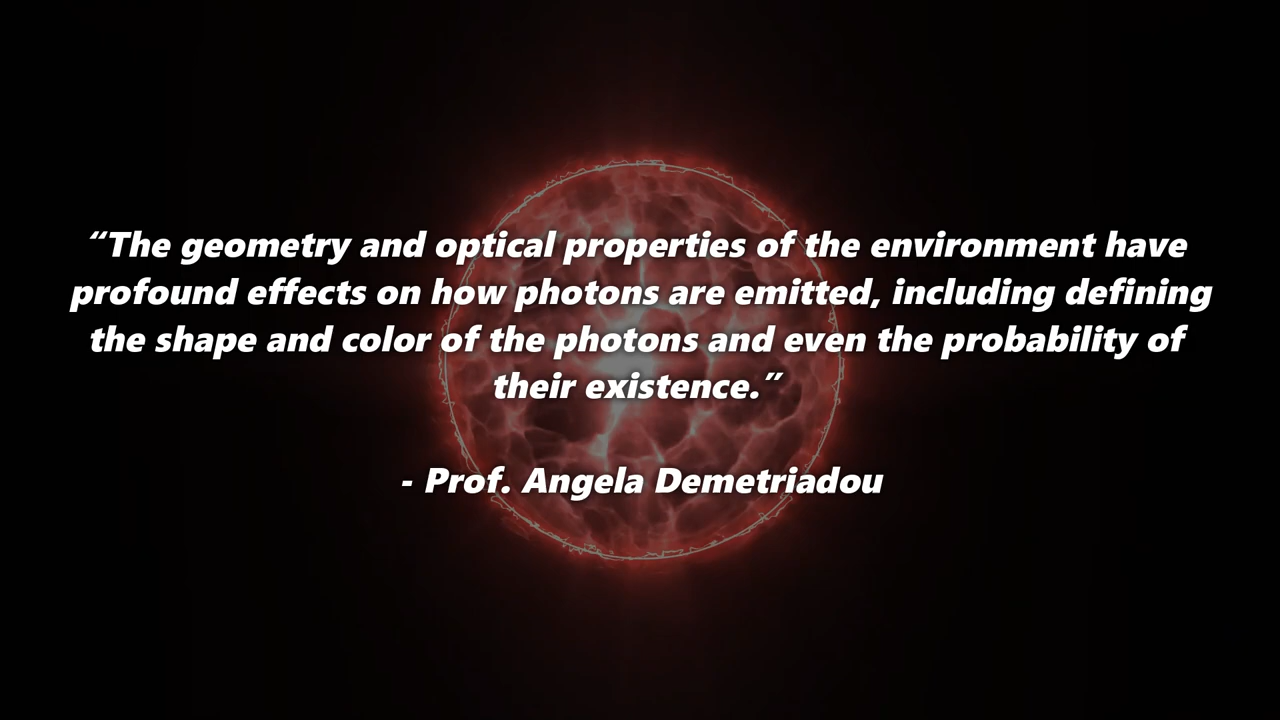 “The geometry and optical properties of the environment have
profound effects on how photons are emitted, including defining
the shape and color of the photons and even the probability of
their existence.”
- Prof. Angela Demetriadou